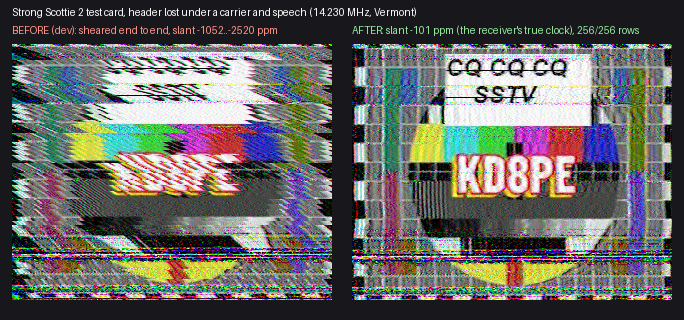 Strong Scottie 2 test card, header lost under a carrier and speech (14.230 MHz, Vermont)
BEFORE (dev): sheared end to end, slant -1052..-2520 ppm
AFTER slant -101 ppm (the receiver's true clock), 256/256 rows
CQ CQ CQ
SSTV
KD8PE